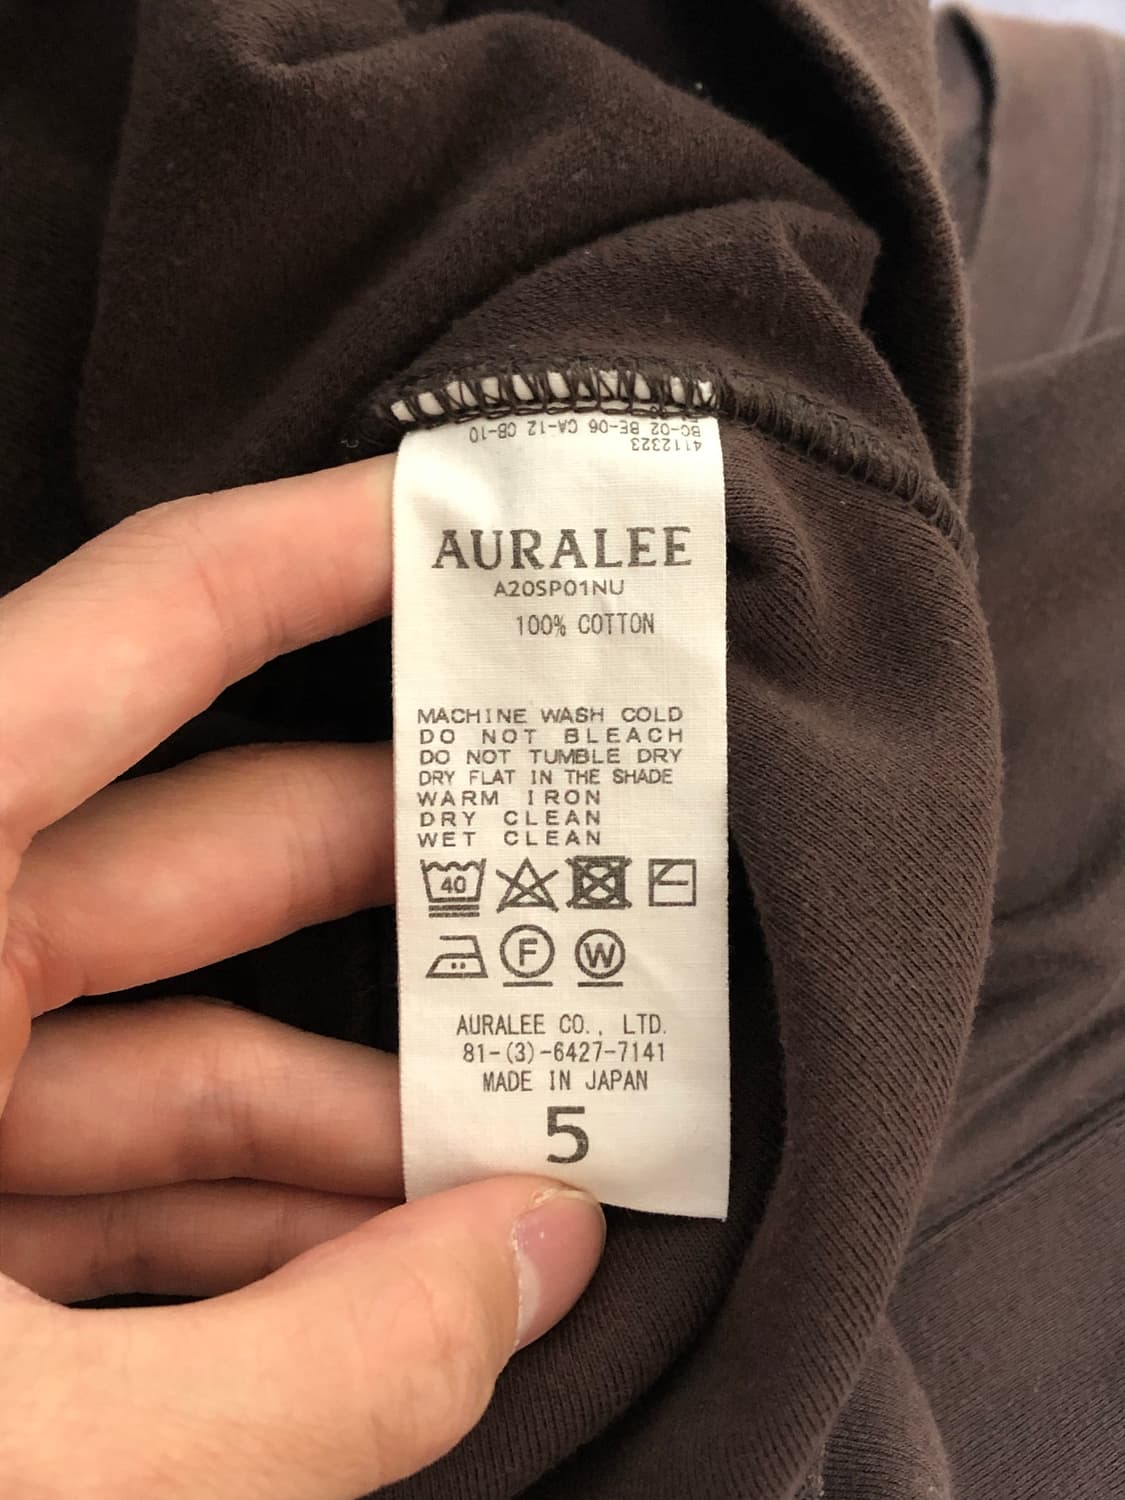 4112323
BC-02 BE-06 CA-12 CB-10
AURALEE
A20SP01NU
100% COTTON
MACHINE WASH COLD
DO NOT BLEACH
DO NOT TUMBLE DRY
DRY FLAT IN THE SHADE
WARM IRON
DRY CLEAN
WET CLEAN
40
F W
AURALEE CO., LTD.
81-(3)-6427-7141
MADE IN JAPAN
5